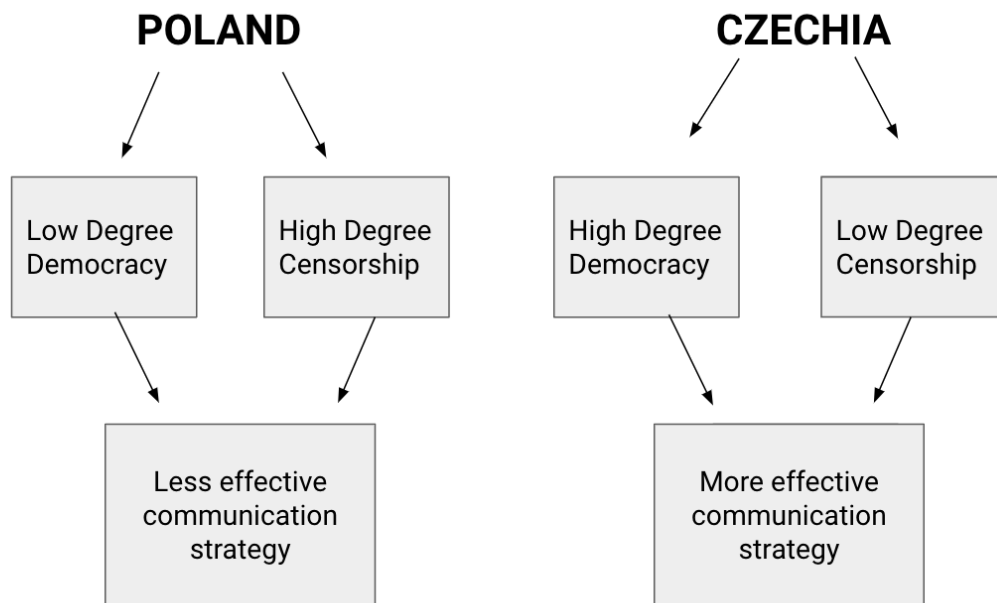 POLAND
CZECHIA
Low Degree
Democracy
High Degree
Censorship
High Degree
Democracy
Low Degree
Censorship
Less effective
communication
strategy
More effective
communication
strategy